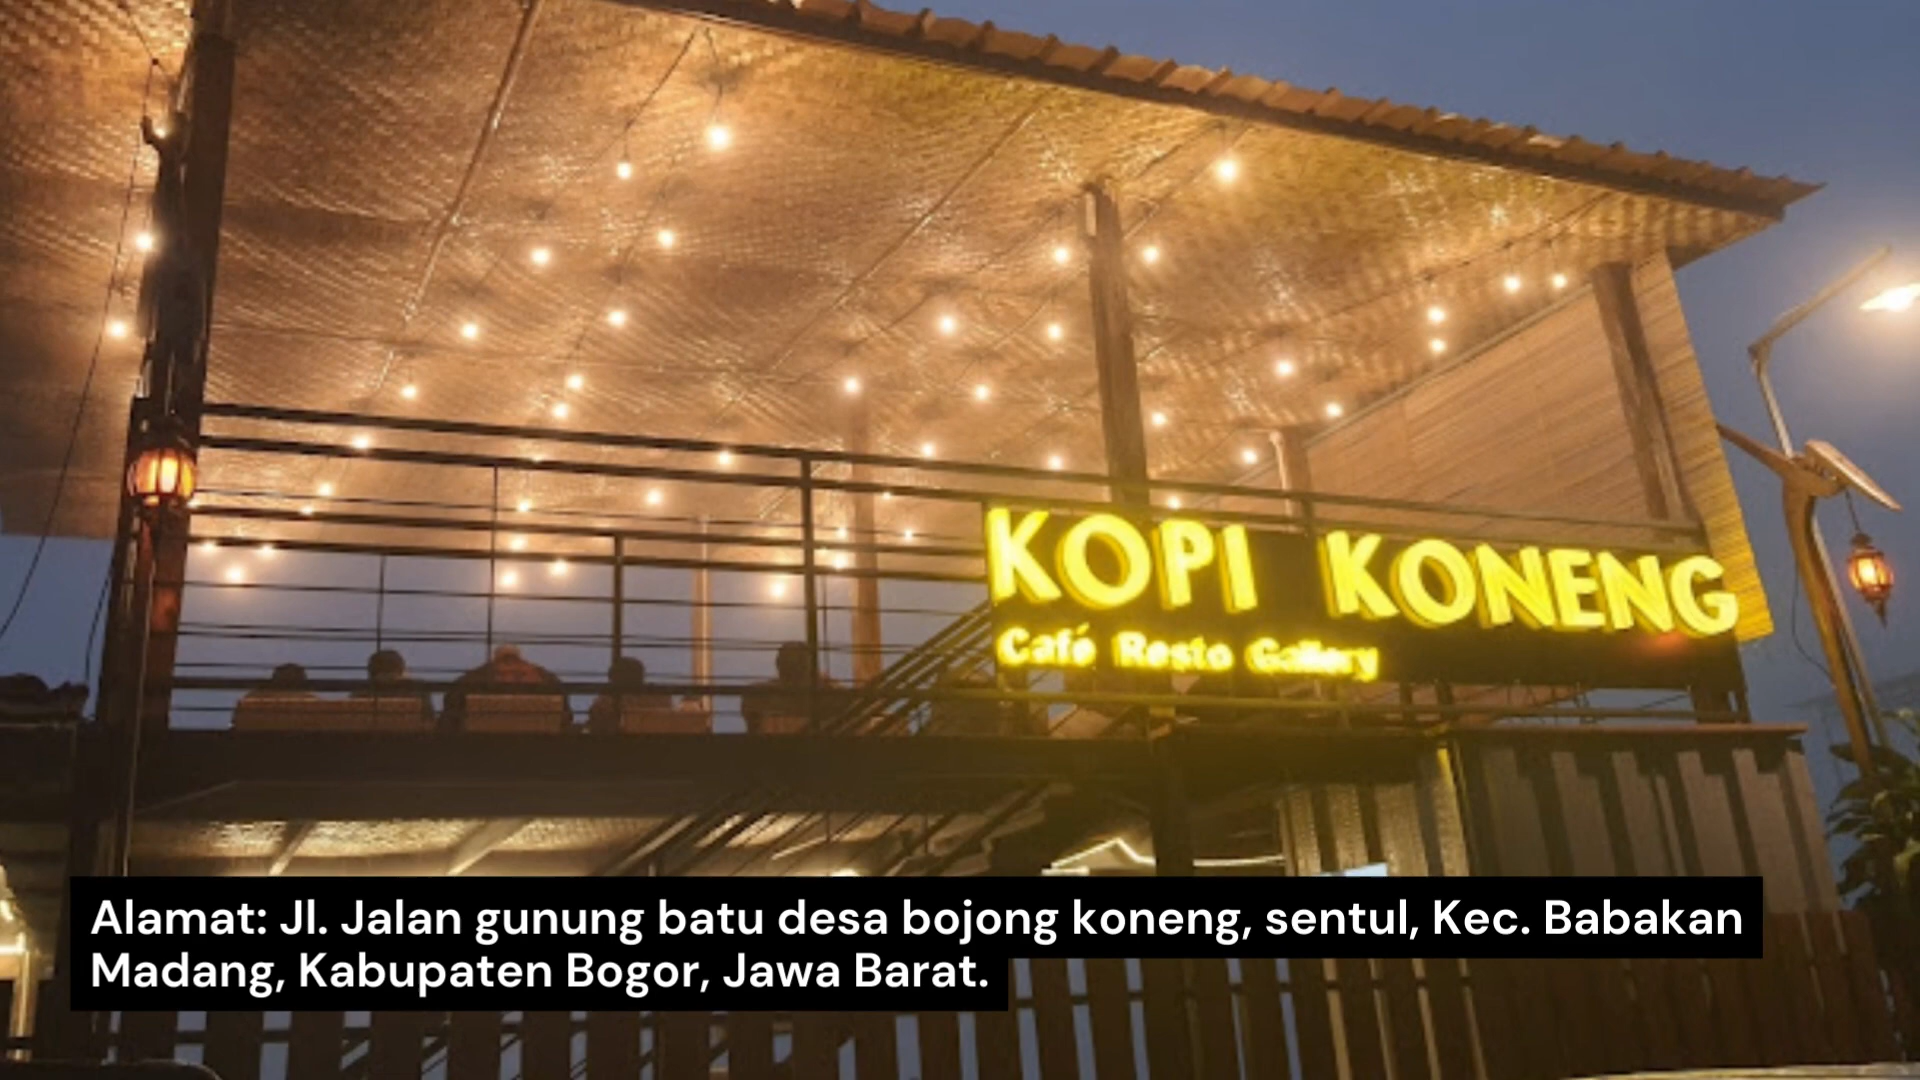 KOPI KONENG
Café Resto Gallery
Alamat: Jl. Jalan gunung batu desa bojong koneng, sentul, Kec. Babakan
Madang, Kabupaten Bogor, Jawa Barat.